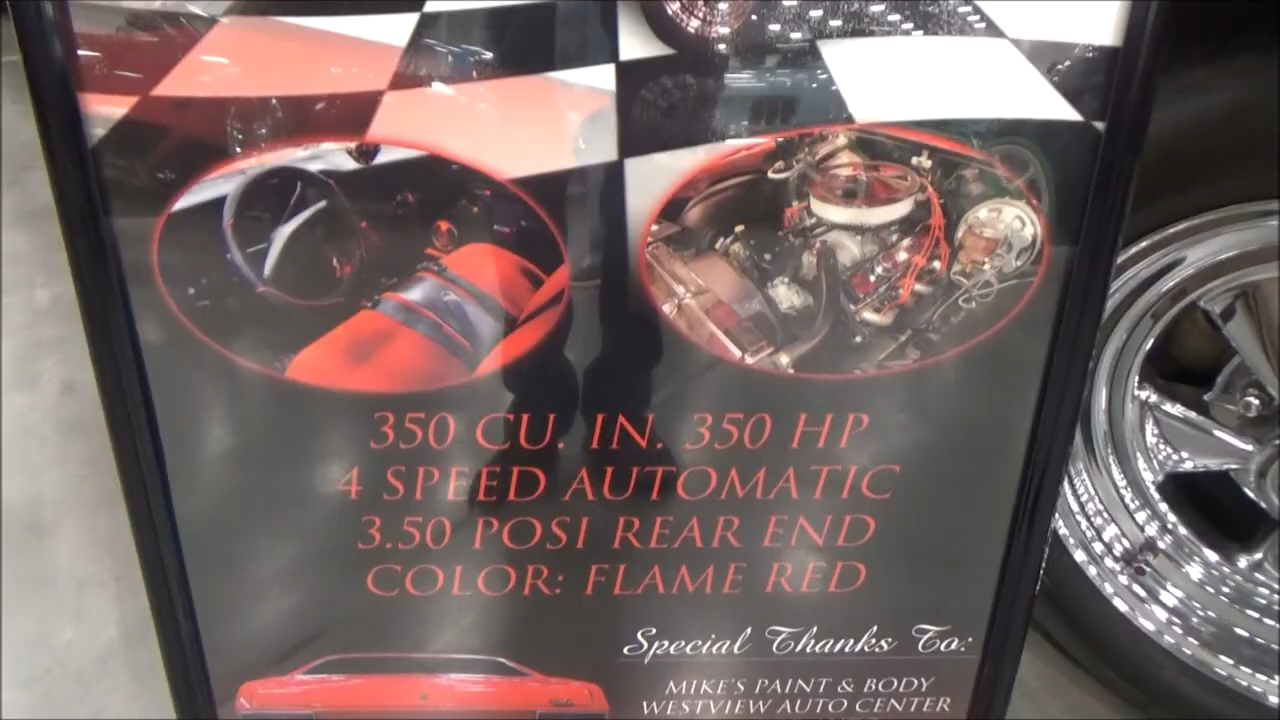 350 CU. IN. 350 HP
4 SPEED AUTOMATIC
3.50 POSI REAR END
COLOR: FLAME RED
Special Thanks To:
MIKE'S PAINT & BODY
WESTVIEW AUTO CENTER